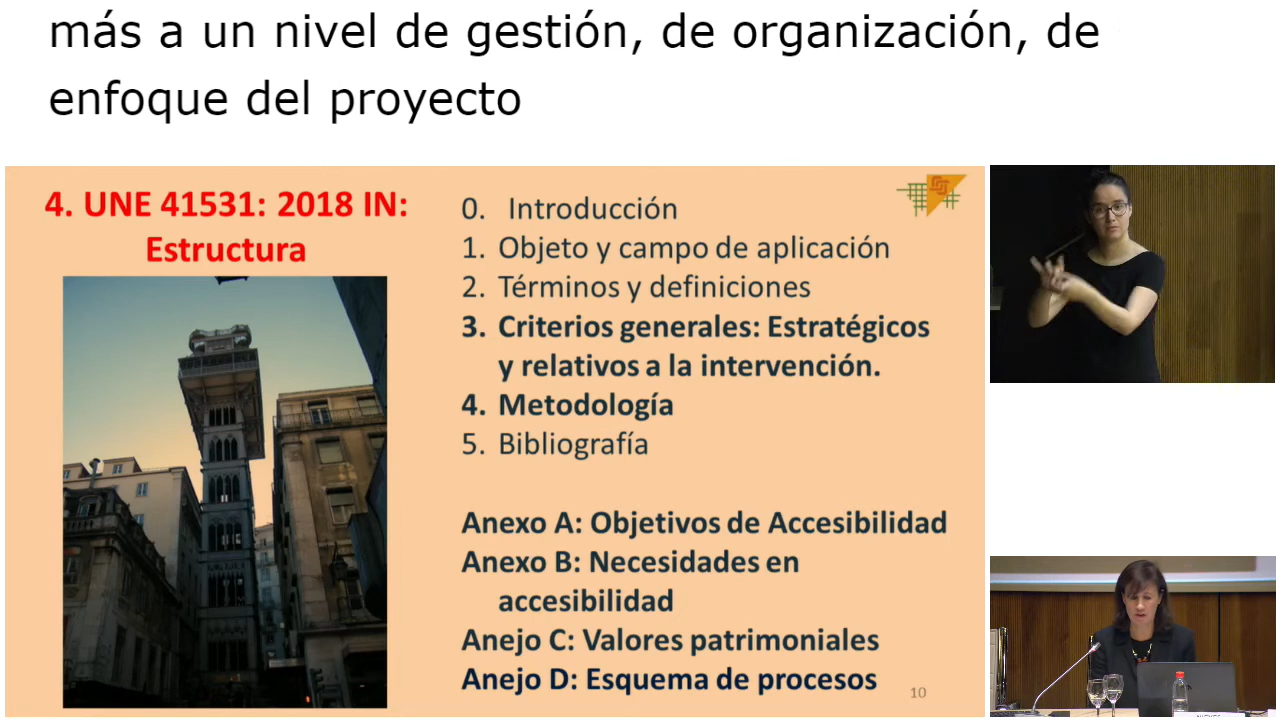 más a un nivel de gestión, de organización, de
enfoque del proyecto
4. UNE 41531: 2018 IN:
Estructura
0. Introducción
1. Objeto y campo de aplicación
2. Términos y definiciones
3. Criterios generales: Estratégicos
y relativos a la intervención.
4. Metodología
5. Bibliografía
Anexo A: Objetivos de Accesibilidad
Anexo B: Necesidades en
accesibilidad
Anejo C: Valores patrimoniales
Anejo D: Esquema de procesos
10